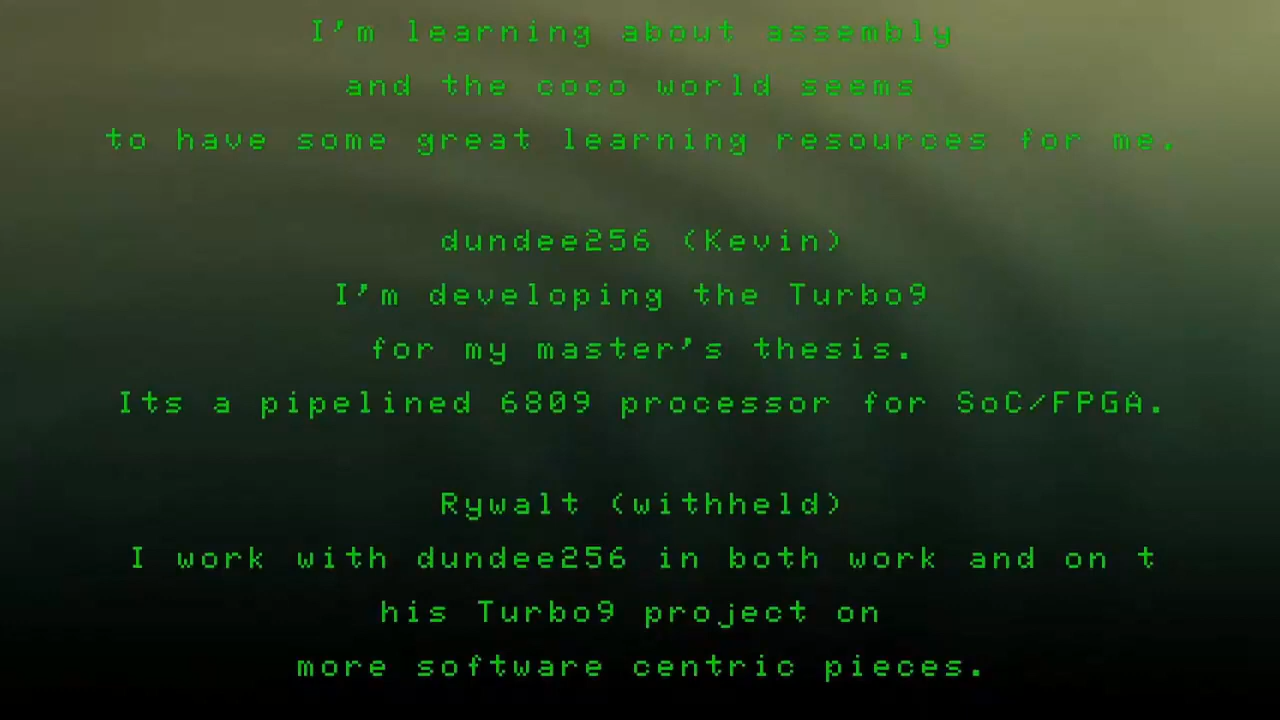 I'm learning about assembly
and the coco world seems
to have some great learning resources for me.
dundee256 (Kevin)
I'm developing the Turbo9
for my master's thesis.
Its a pipelined 6809 processor for SoC/FPGA.
Rywalt (withheld)
I work with dundee256 in both work and on t
his Turbo9 project on
more software centric pieces.